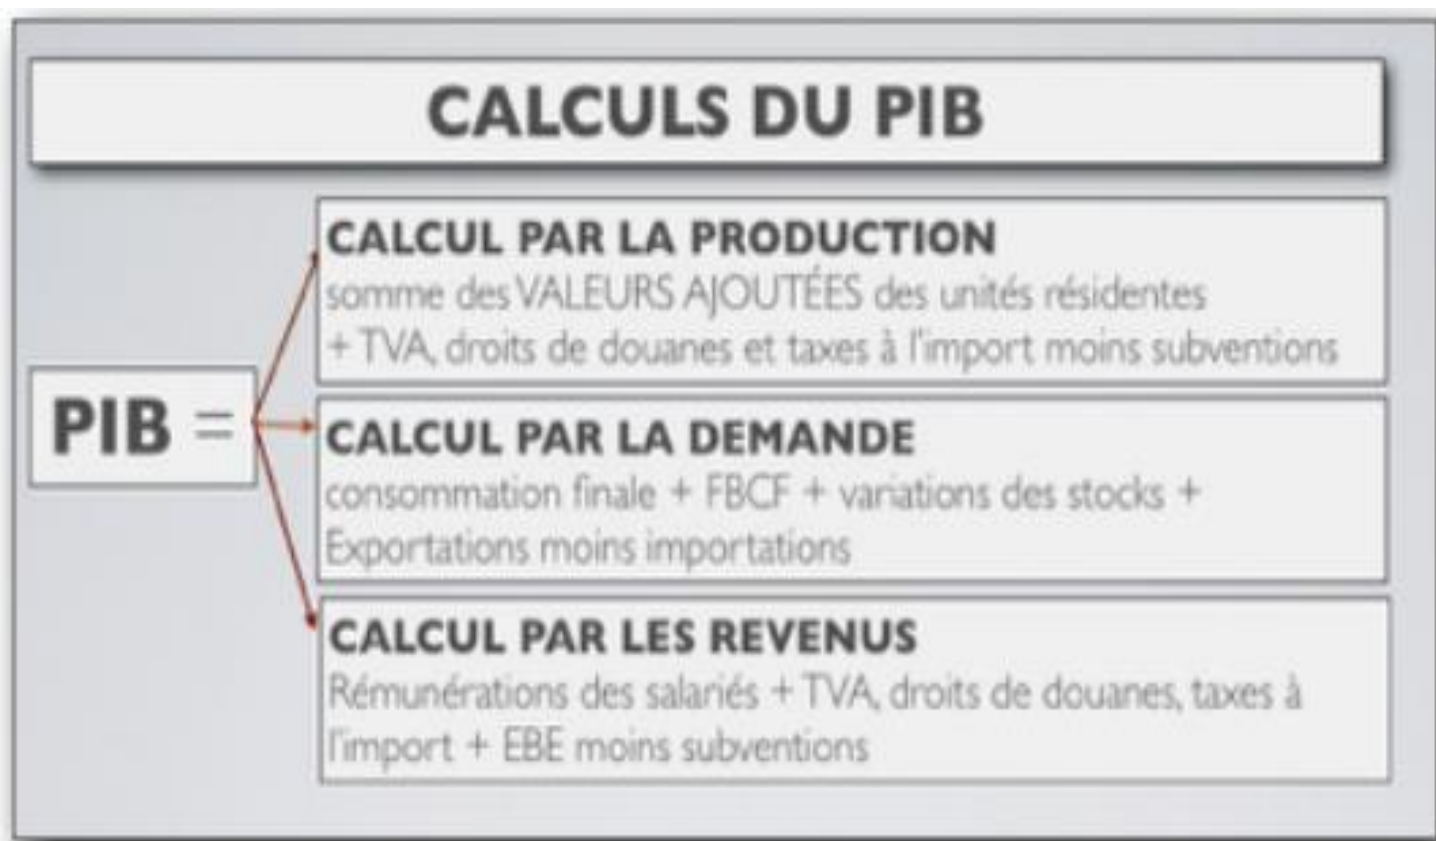 CALCULS DU PIB
PIB =
CALCUL PAR LA PRODUCTION
somme des VALEURS AJOUTÉES des unités résidentes
+ TVA, droits de douanes et taxes à l'import moins subventions
CALCUL PAR LA DEMANDE
consommation finale + FBCF + variations des stocks +
Exportations moins importations
CALCUL PAR LES REVENUS
Rémunérations des salariés + TVA, droits de douanes, taxes à
l'import + EBE moins subventions